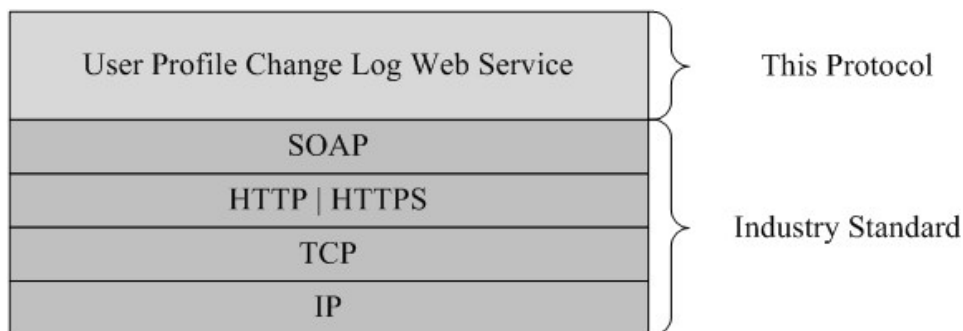 User Profile Change Log Web Service
This Protocol
SOAP
HTTP | HTTPS
TCP
IP
Industry Standard